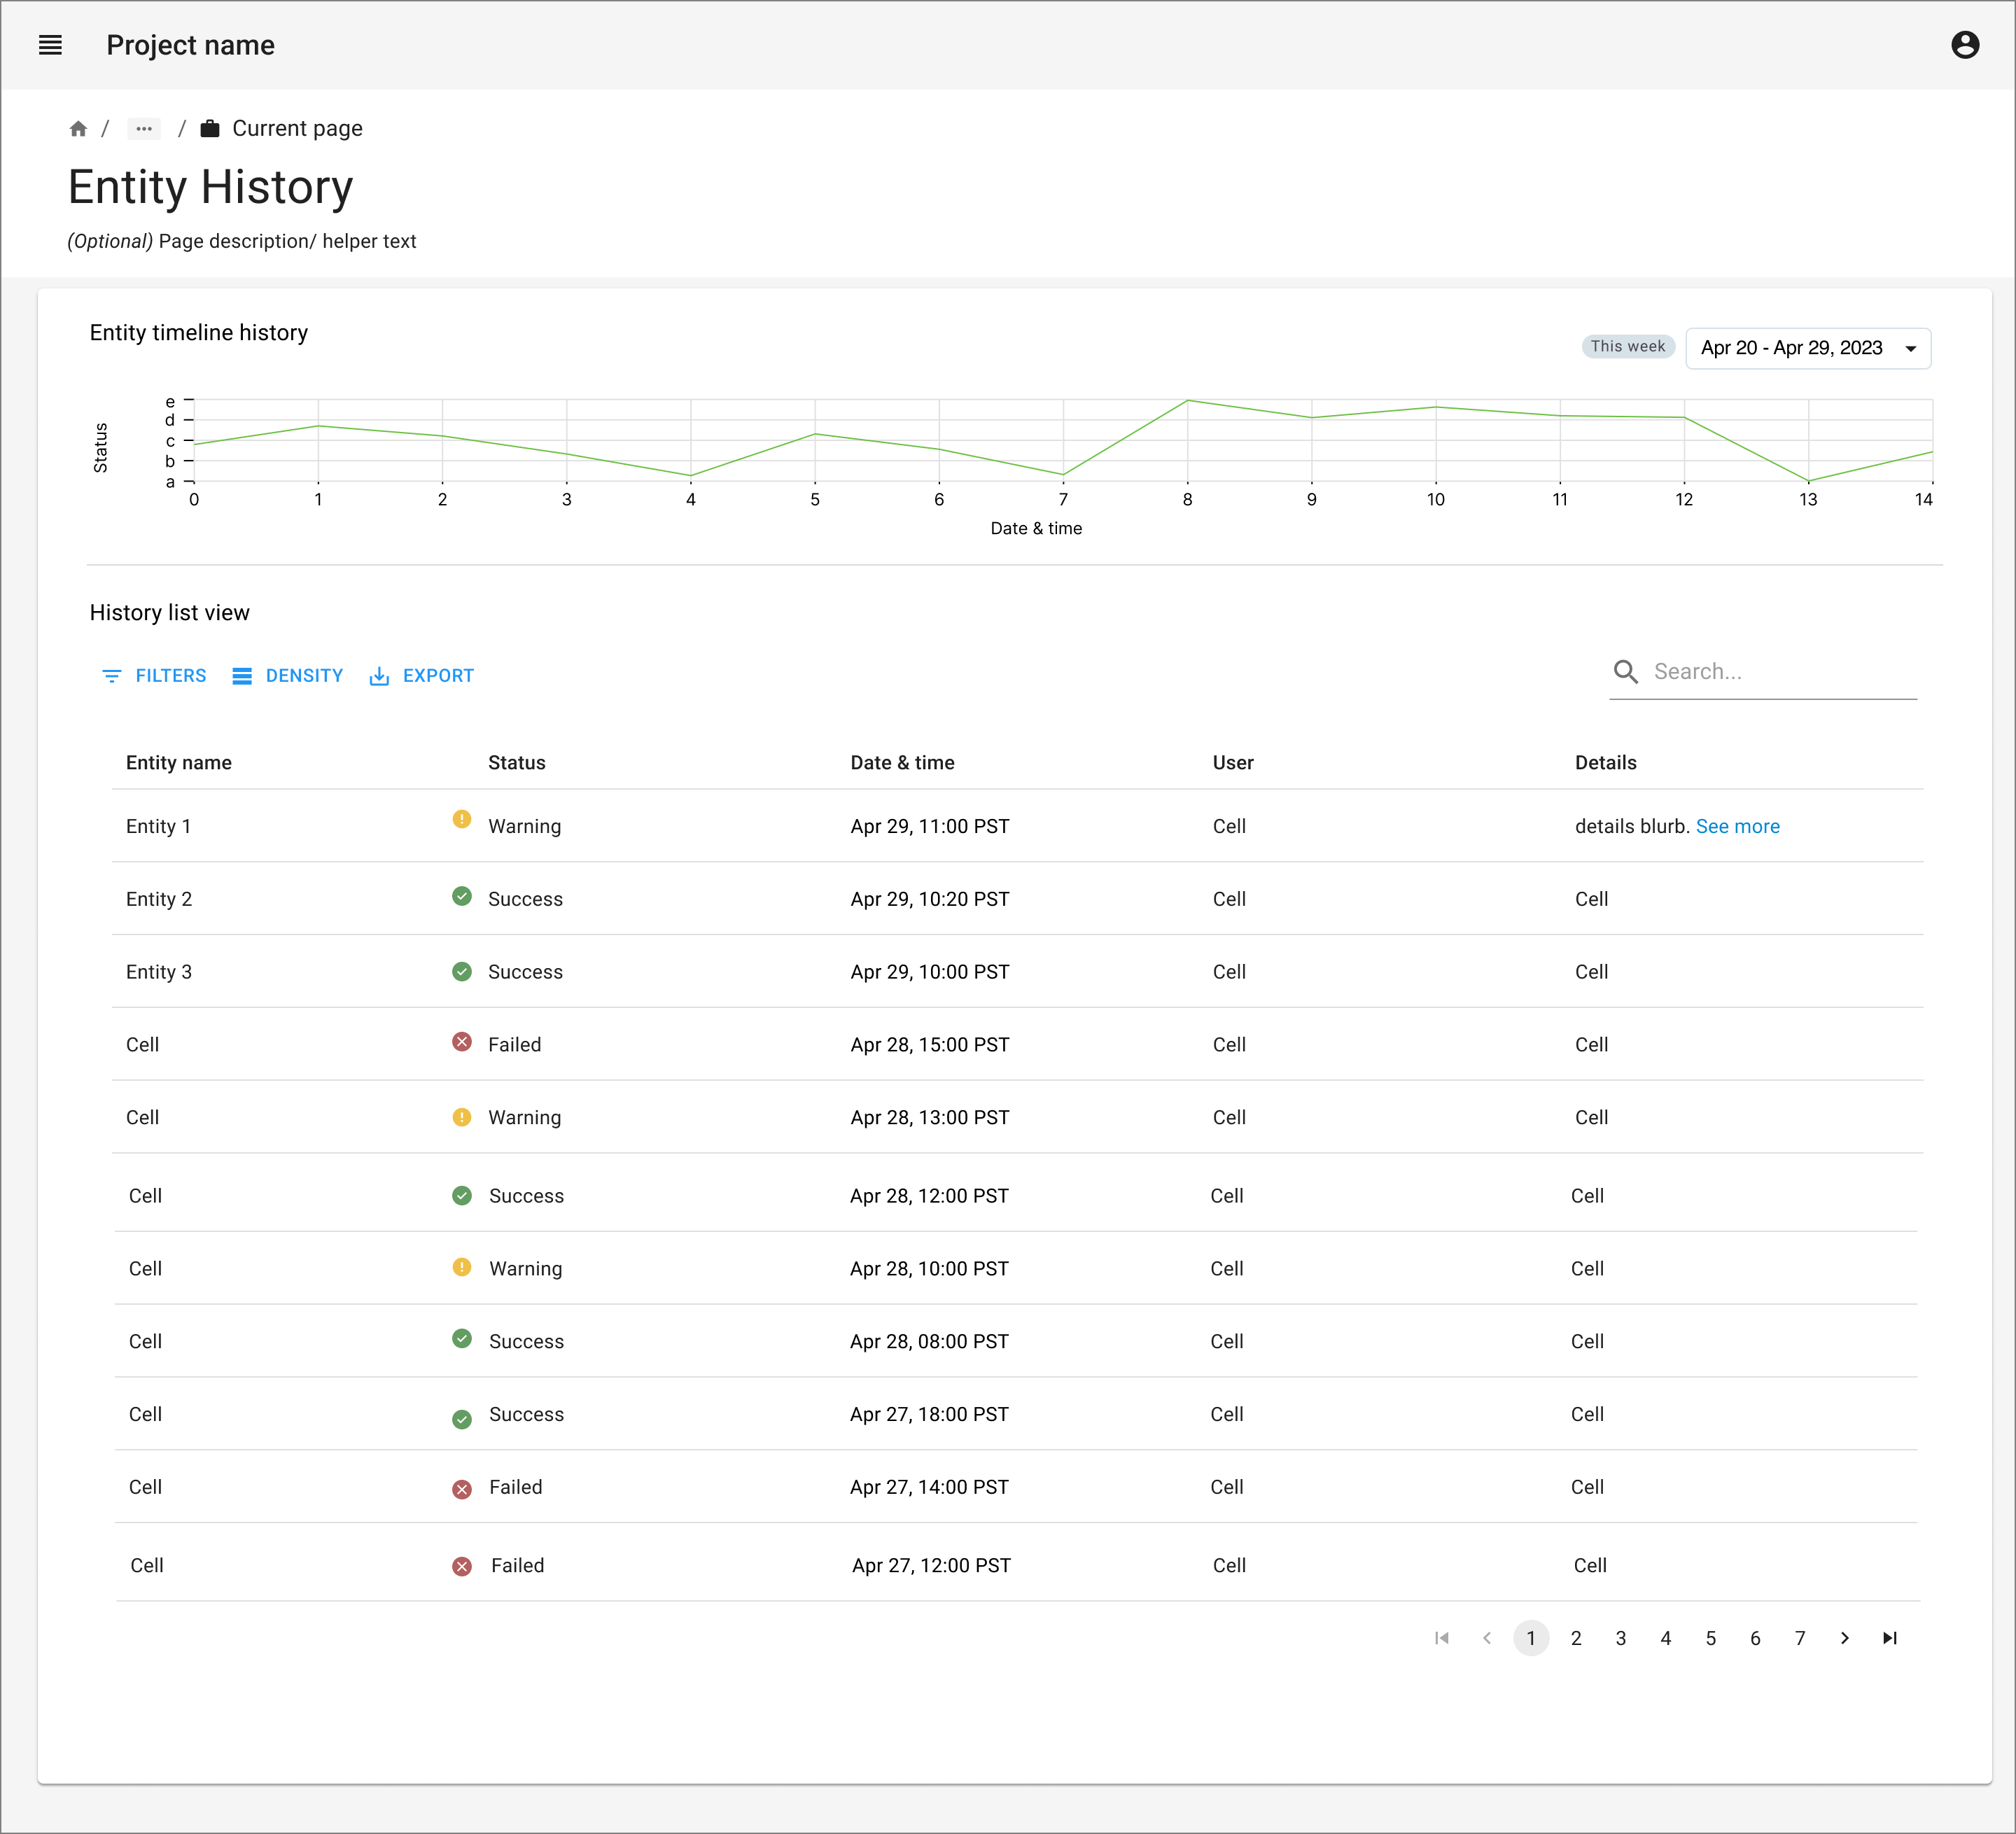 Project name
/ ... / Current page
Entity History
(Optional) Page description/ helper text
Entity timeline history
This week
Apr 20 - Apr 29, 2023
Status
e
d
c
b
a
0 1 2 3 4 5 6 7 8 9 10 11 12 13 14
Date & time
History list view
FILTERS DENSITY EXPORT
Search...
Entity name Status Date & time User Details
Entity 1 Warning Apr 29, 11:00 PST Cell details blurb. See more
Entity 2 Success Apr 29, 10:20 PST Cell Cell
Entity 3 Success Apr 29, 10:00 PST Cell Cell
Cell Failed Apr 28, 15:00 PST Cell Cell
Cell Warning Apr 28, 13:00 PST Cell Cell
Cell Success Apr 28, 12:00 PST Cell Cell
Cell Warning Apr 28, 10:00 PST Cell Cell
Cell Success Apr 28, 08:00 PST Cell Cell
Cell Success Apr 27, 18:00 PST Cell Cell
Cell Failed Apr 27, 14:00 PST Cell Cell
Cell Failed Apr 27, 12:00 PST Cell Cell
1 2 3 4 5 6 7